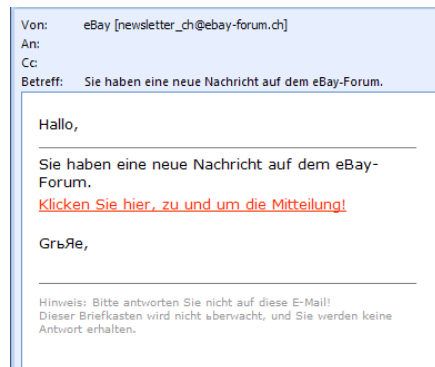 Von: eBay [newsletter_ch@ebay-forum.ch]
An:
Cc:
Betreff: Sie haben eine neue Nachricht auf dem eBay-Forum.
Hallo,
Sie haben eine neue Nachricht auf dem eBay-
Forum.
Klicken Sie hier, zu und um die Mitteilung!
GrьЯe,
Hinweis: Bitte antworten Sie nicht auf diese E-Mail!
Dieser Briefkasten wird nicht ьberwacht, und Sie werden keine
Antwort erhalten.